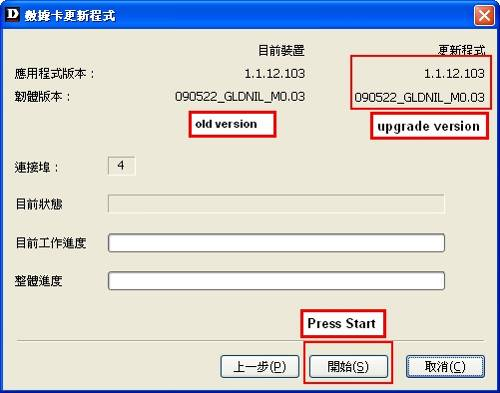 D 數據卡更新程式
目前裝置 更新程式
應用程式版本： 1.1.12.103 1.1.12.103
韌體版本： 090522_GLDNIL_M0.03 090522_GLDNIL_M0.03
old version upgrade version
連接埠： 4
目前狀態
目前工作進度
整體進度
Press Start
上一步(P) 開始(S) 取消(C)